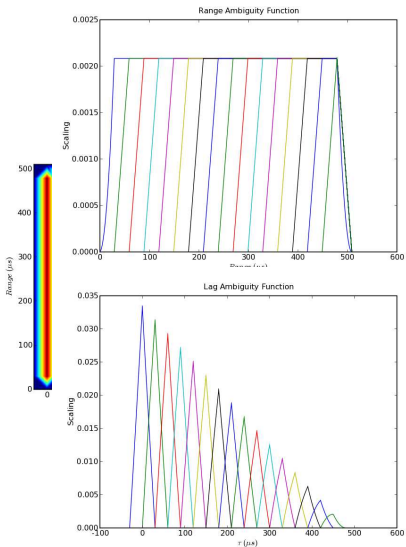 Range Ambiguity Function
0.0025
0.0020
0.0015
0.0010
0.0005
0.0000
Scaling
0 100 200 300 400 500 600
Range (μs)
500
400
300
200
100
0
Range (μs)
0
Lag Ambiguity Function
0.035
0.030
0.025
0.020
0.015
0.010
0.005
0.000
Scaling
-100 0 100 200 300 400 500 600
τ (μs)